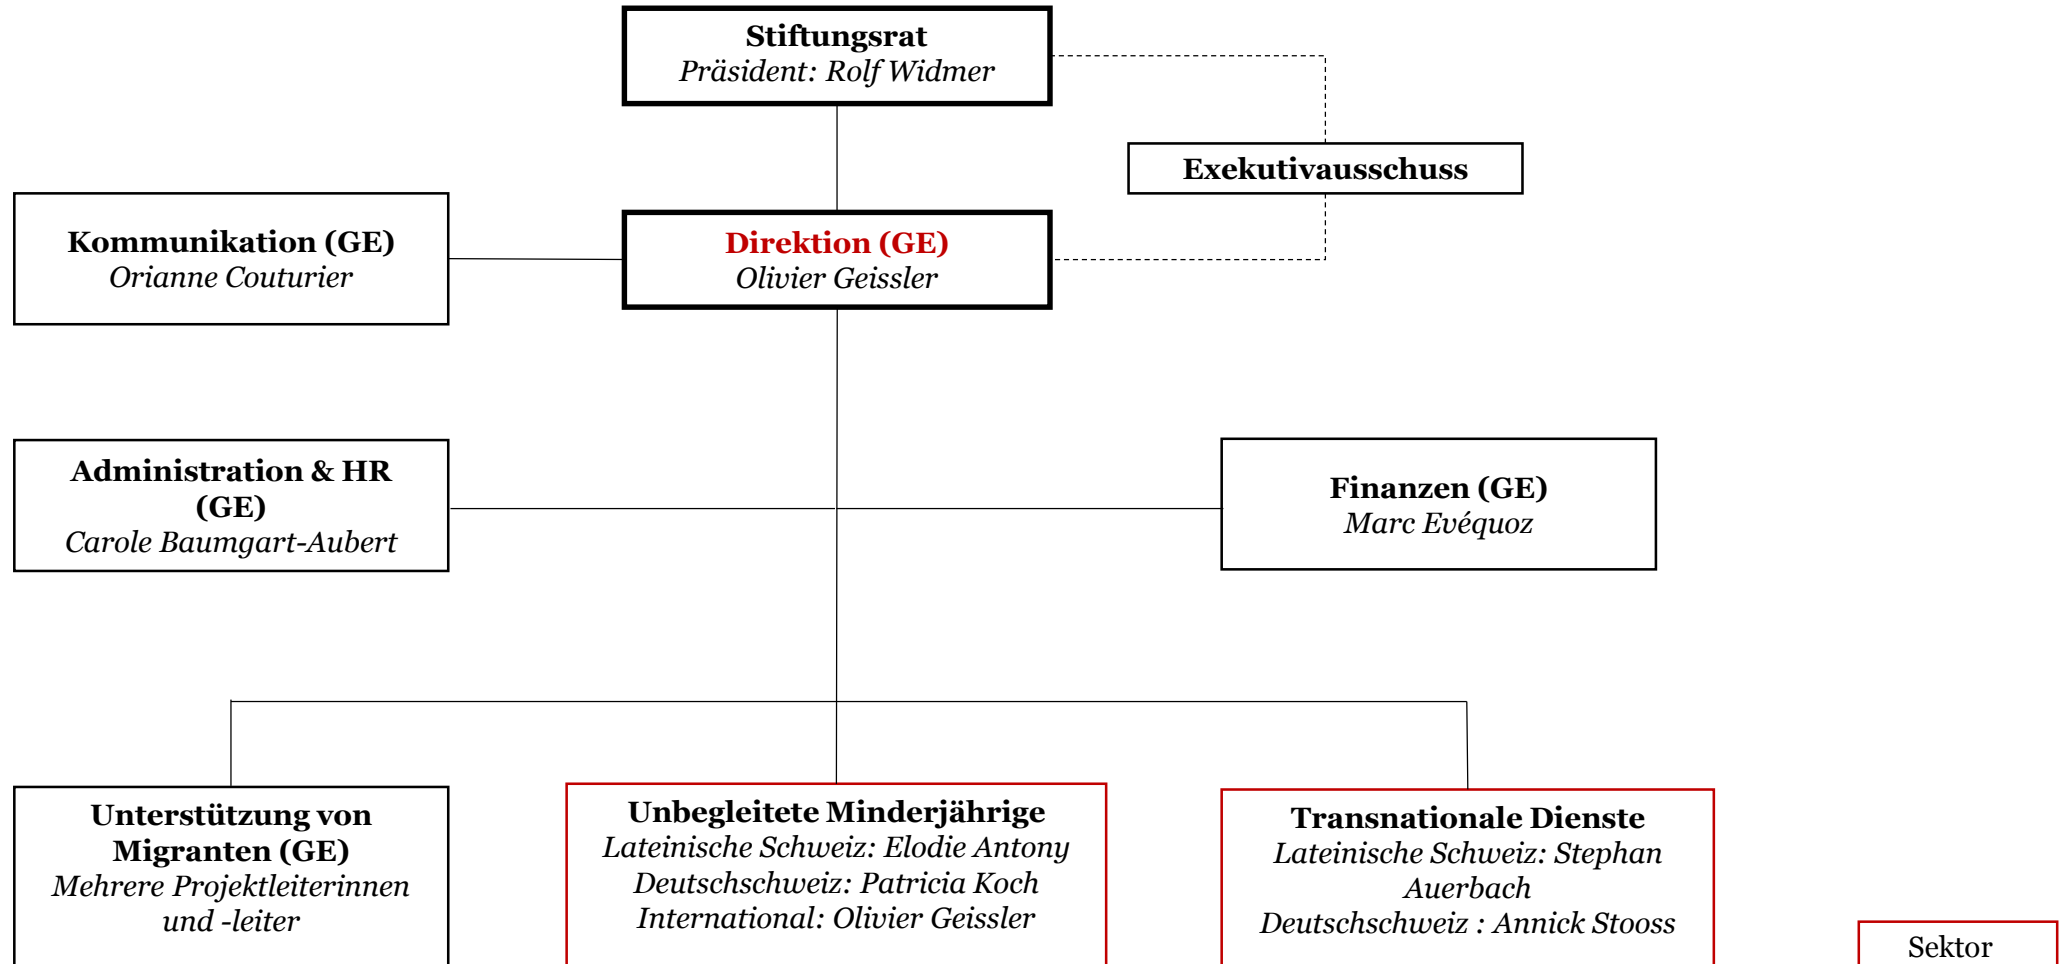 Stiftungsrat
Präsident: Rolf Widmer
Exekutivausschuss
Kommunikation (GE)
Orianne Couturier
Direktion (GE)
Olivier Geissler
Administration & HR
(GE)
Carole Baumgart-Aubert
Finanzen (GE)
Marc Evéquoz
Unterstützung von
Migranten (GE)
Mehrere Projektleiterinnen
und -leiter
Unbegleitete Minderjährige
Lateinische Schweiz: Elodie Antony
Deutschschweiz: Patricia Koch
International: Olivier Geissler
Transnationale Dienste
Lateinische Schweiz: Stephan
Auerbach
Deutschschweiz : Annick Stooss
Sektor